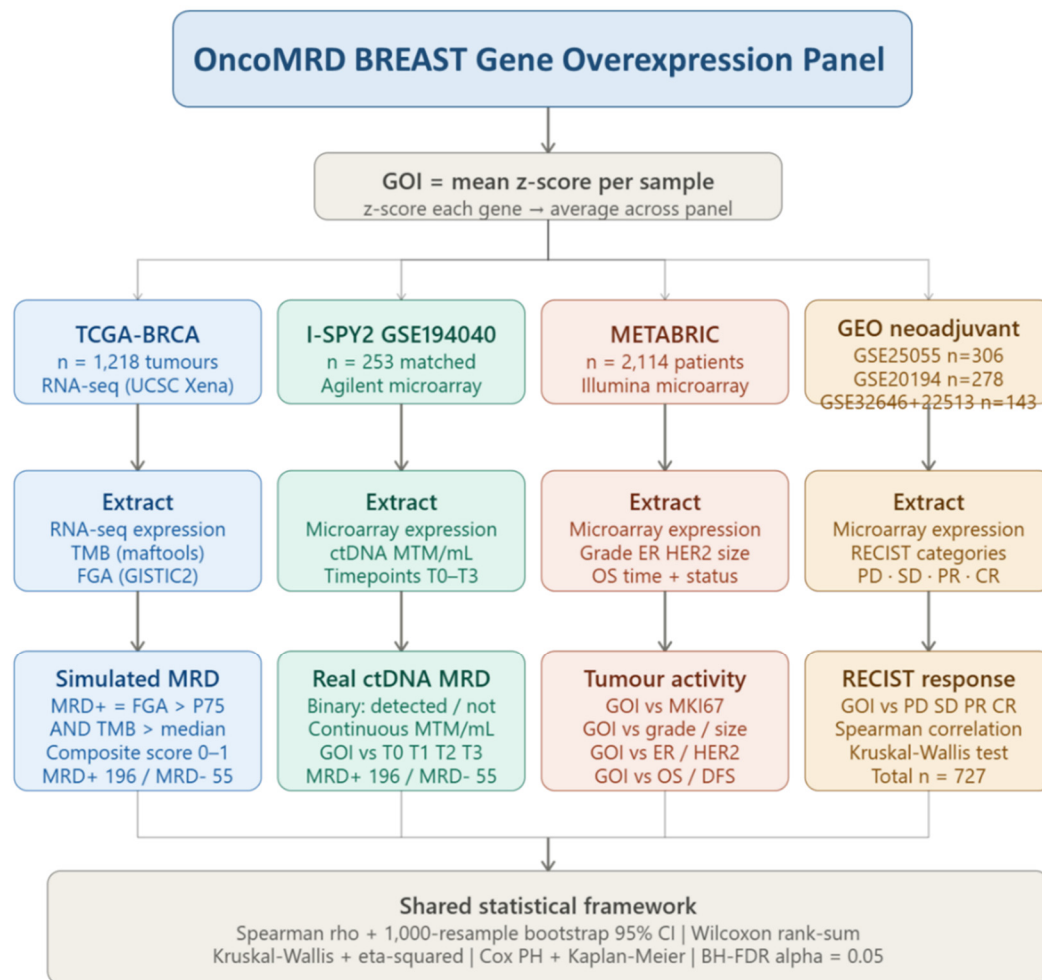 OncoMRD BREAST Gene Overexpression Panel
GOI = mean z-score per sample
z-score each gene → average across panel
TCGA-BRCA
n = 1,218 tumours
RNA-seq (UCSC Xena)
I-SPY2 GSE194040
n = 253 matched
Agilent microarray
METABRIC
n = 2,114 patients
Illumina microarray
GEO neoadjuvant
GSE25055 n=306
GSE20194 n=278
GSE32646+22513 n=143
Extract
RNA-seq expression
TMB (maftools)
FGA (GISTIC2)
Extract
Microarray expression
ctDNA MTM/mL
Timepoints T0–T3
Extract
Microarray expression
Grade ER HER2 size
OS time + status
Extract
Microarray expression
RECIST categories
PD · SD · PR · CR
Simulated MRD
MRD+ = FGA > P75
AND TMB > median
Composite score 0–1
MRD+ 196 / MRD- 55
Real ctDNA MRD
Binary: detected / not
Continuous MTM/mL
GOI vs T0 T1 T2 T3
MRD+ 196 / MRD- 55
Tumour activity
GOI vs MKI67
GOI vs grade / size
GOI vs ER / HER2
GOI vs OS / DFS
RECIST response
GOI vs PD SD PR CR
Spearman correlation
Kruskal-Wallis test
Total n = 727
Shared statistical framework
Spearman rho + 1,000-resample bootstrap 95% CI | Wilcoxon rank-sum
Kruskal-Wallis + eta-squared | Cox PH + Kaplan-Meier | BH-FDR alpha = 0.05